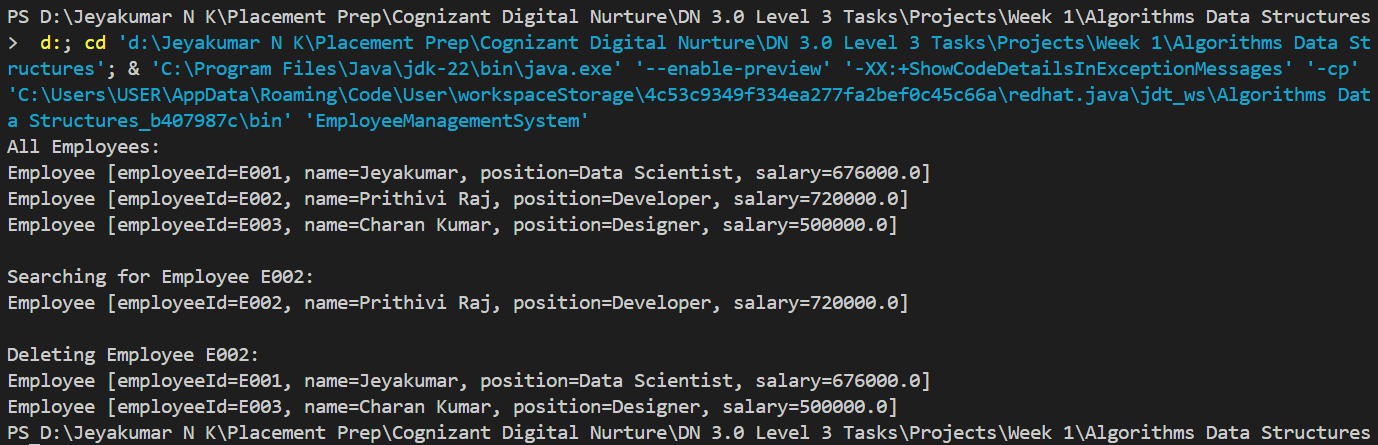 PS D:\Jeyakumar N K\Placement Prep\Cognizant Digital Nurture\DN 3.0 Level 3 Tasks\Projects\Week 1\Algorithms Data Structures
>  d:; cd 'd:\Jeyakumar N K\Placement Prep\Cognizant Digital Nurture\DN 3.0 Level 3 Tasks\Projects\Week 1\Algorithms Data St
ructures'; & 'C:\Program Files\Java\jdk-22\bin\java.exe' '--enable-preview' '-XX:+ShowCodeDetailsInExceptionMessages' '-cp'
'C:\Users\USER\AppData\Roaming\Code\User\workspaceStorage\4c53c9349f334ea277fa2bef0c45c66a\redhat.java\jdt_ws\Algorithms Dat
a Structures_b407987c\bin' 'EmployeeManagementSystem'
All Employees:
Employee [employeeId=E001, name=Jeyakumar, position=Data Scientist, salary=676000.0]
Employee [employeeId=E002, name=Prithivi Raj, position=Developer, salary=720000.0]
Employee [employeeId=E003, name=Charan Kumar, position=Designer, salary=500000.0]

Searching for Employee E002:
Employee [employeeId=E002, name=Prithivi Raj, position=Developer, salary=720000.0]

Deleting Employee E002:
Employee [employeeId=E001, name=Jeyakumar, position=Data Scientist, salary=676000.0]
Employee [employeeId=E003, name=Charan Kumar, position=Designer, salary=500000.0]
PS D:\Jeyakumar N K\Placement Prep\Cognizant Digital Nurture\DN 3.0 Level 3 Tasks\Projects\Week 1\Algorithms Data Structures